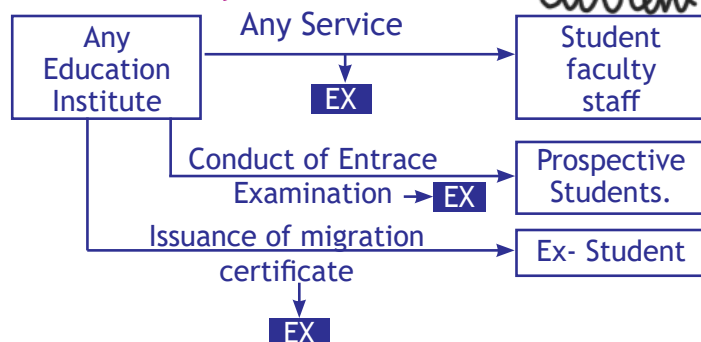 Any
Education
Institute
Any Service
EX
Student
faculty
staff
Conduct of Entrace
Examination
EX
Prospective
Students.
Issuance of migration
certificate
EX
Ex- Student